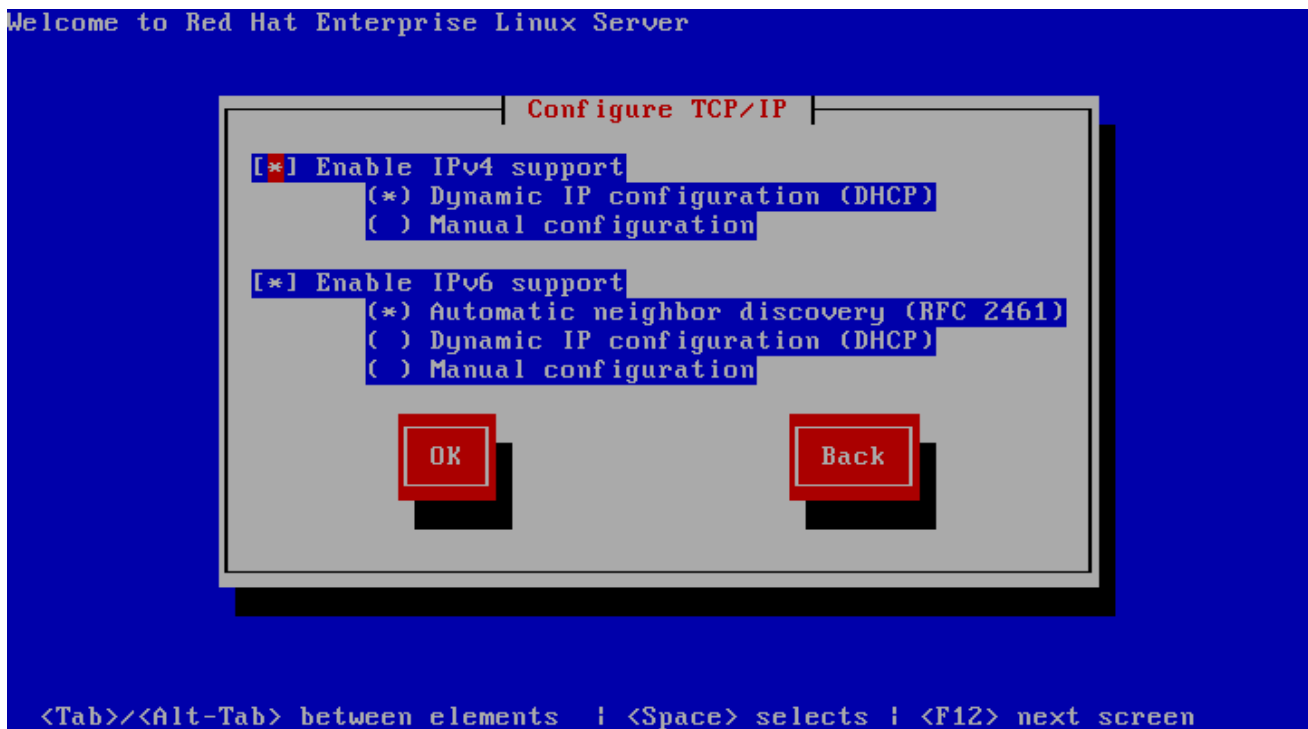 Welcome to Red Hat Enterprise Linux Server
Configure TCP/IP
[*] Enable IPv4 support
(*) Dynamic IP configuration (DHCP)
( ) Manual configuration
[*] Enable IPv6 support
(*) Automatic neighbor discovery (RFC 2461)
( ) Dynamic IP configuration (DHCP)
( ) Manual configuration
OK Back
<Tab>/<Alt-Tab> between elements | <Space> selects | <F12> next screen